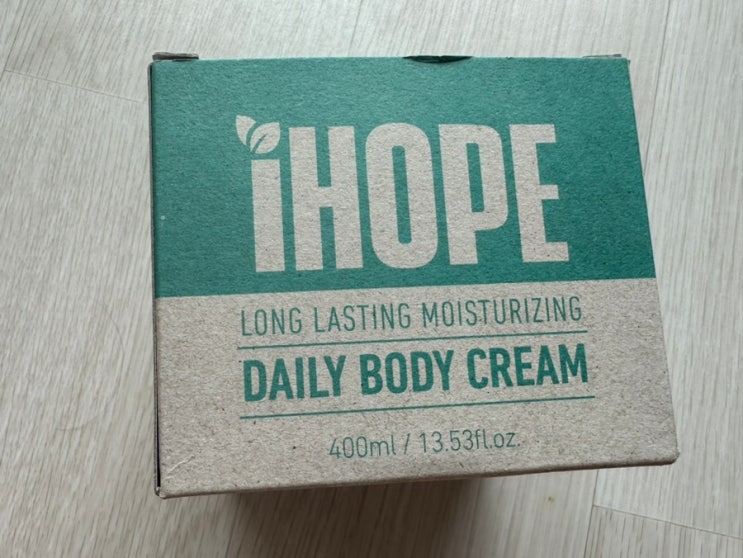 iHOPE
LONG LASTING MOISTURIZING
DAILY BODY CREAM
400ml / 13.53fl.oz.